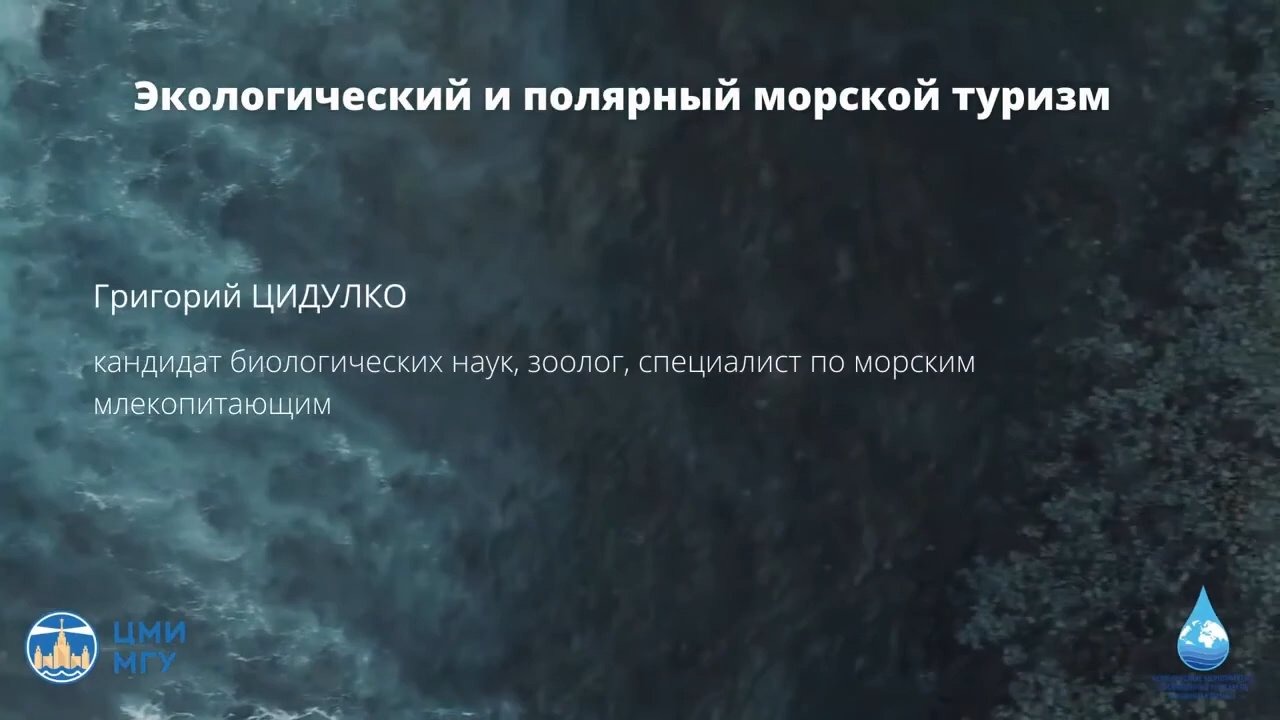 Экологический и полярный морской туризм
Григорий ЦИДУЛКО
кандидат биологических наук, зоолог, специалист по морским
млекопитающим
ЦМИ
МГУ